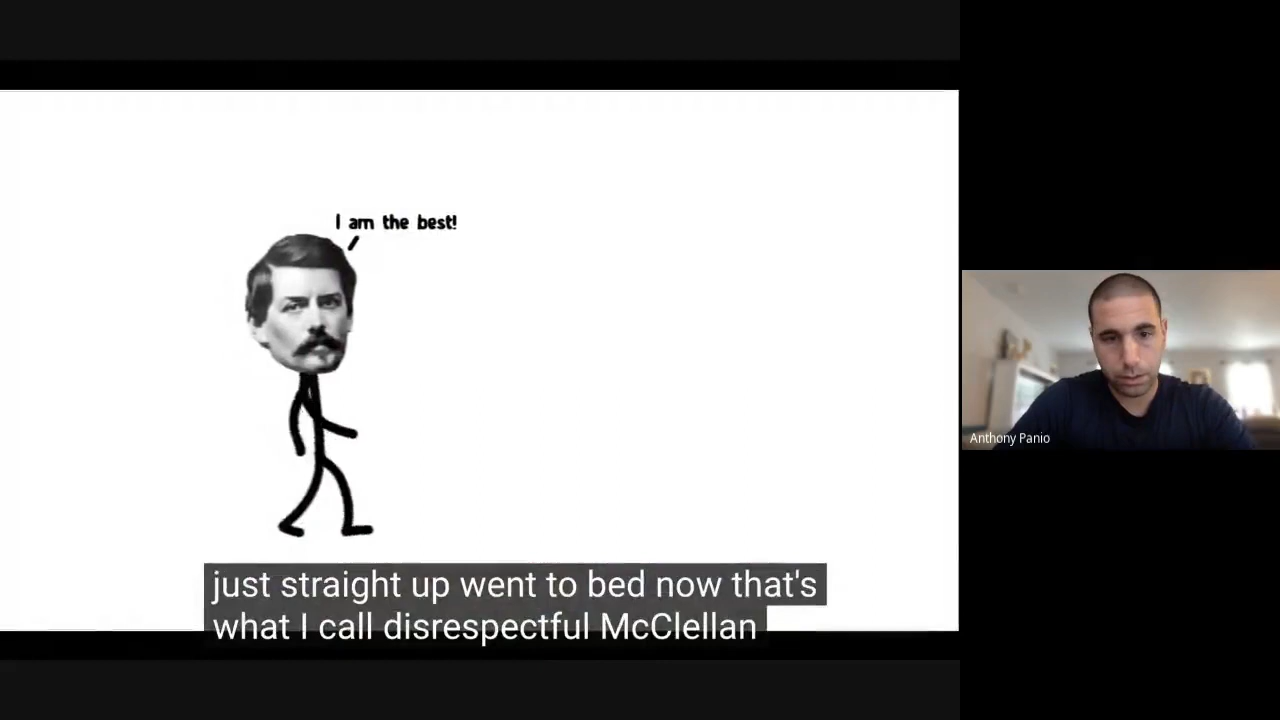 I am the best!
just straight up went to bed now that's
what I call disrespectful McClellan
Anthony Panio